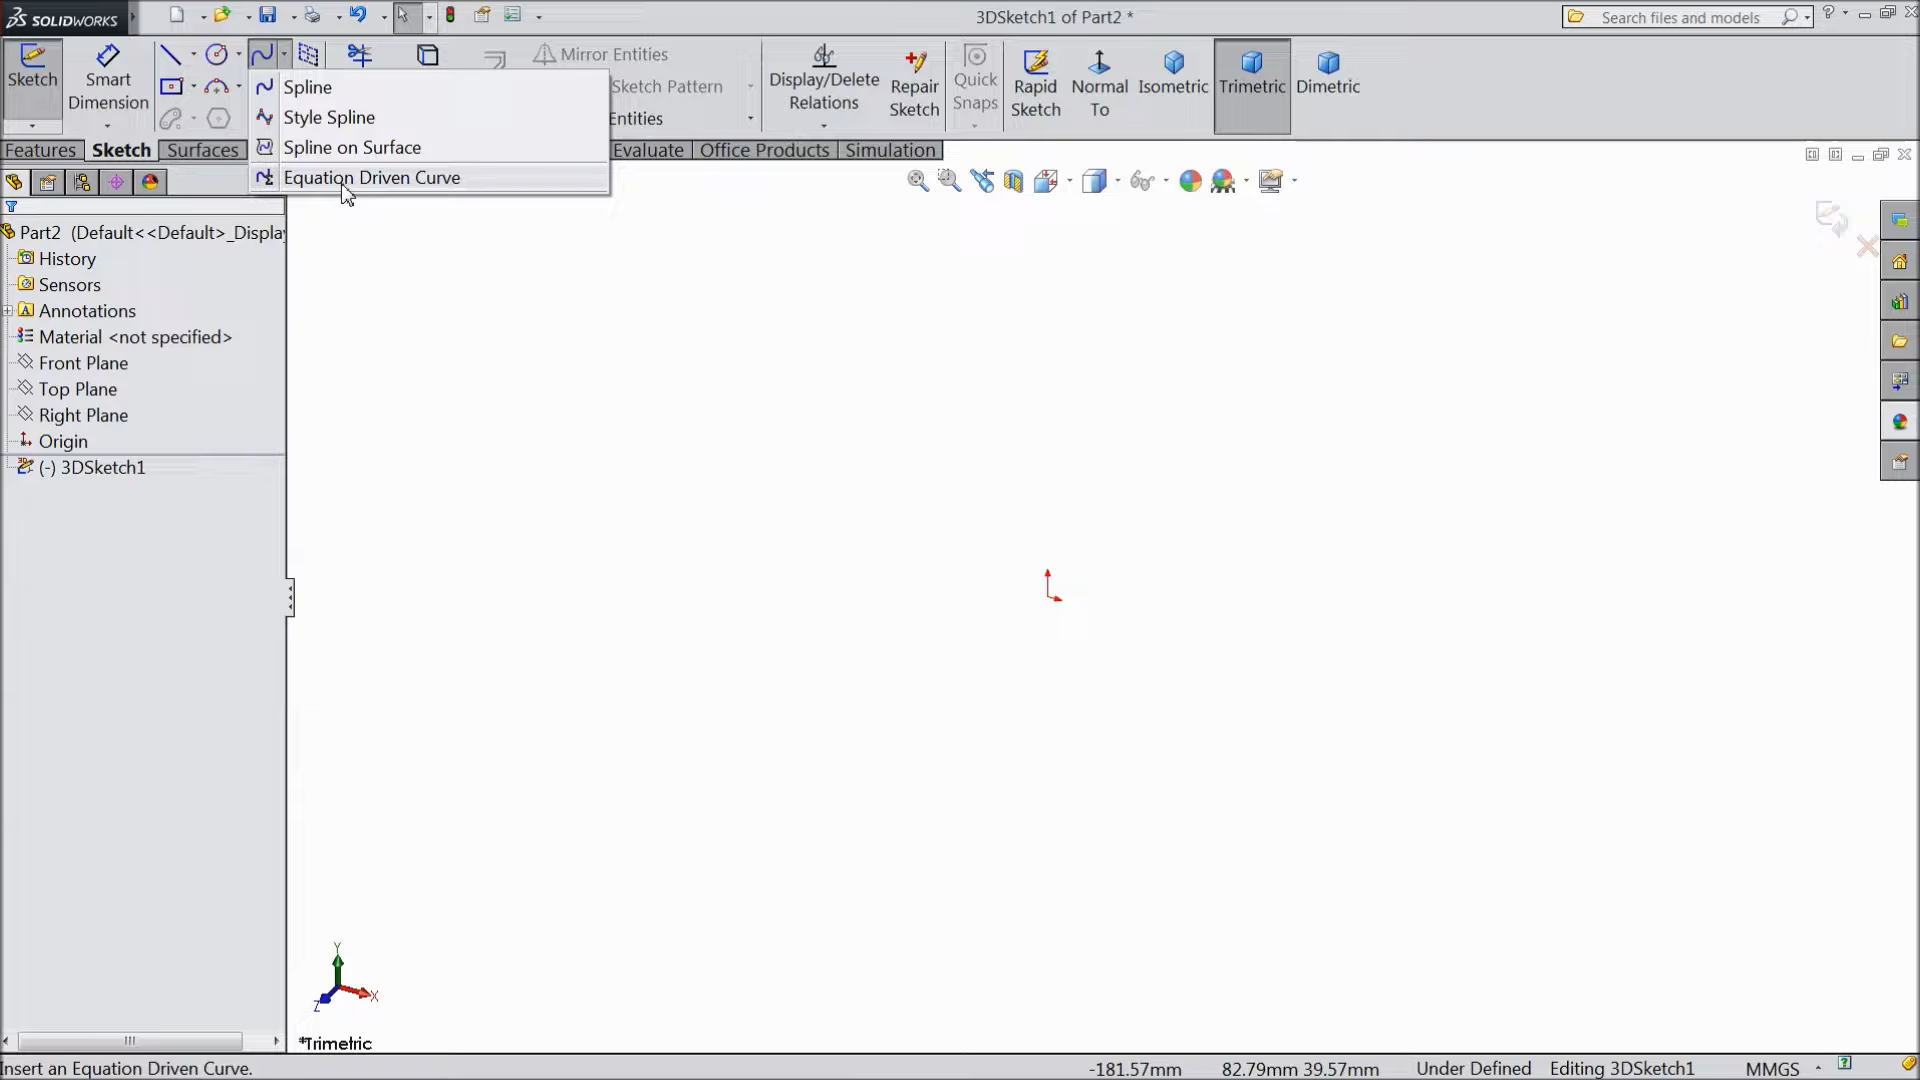 SOLIDWORKS
3DSketch1 of Part2 *
Search files and models
Sketch
Smart Dimension
Mirror Entities
Sketch Pattern
Entities
Display/Delete Relations
Repair Sketch
Quick Snaps
Rapid Sketch
Normal To
Isometric
Trimetric
Dimetric
Spline
Style Spline
Spline on Surface
Equation Driven Curve
Features
Sketch
Surfaces
Evaluate
Office Products
Simulation
Part2 (Default<<Default>_Displa
History
Sensors
Annotations
Material <not specified>
Front Plane
Top Plane
Right Plane
Origin
(-) 3DSketch1
Y
X
Z
*Trimetric
Insert an Equation Driven Curve.
-181.57mm
82.79mm 39.57mm
Under Defined
Editing 3DSketch1
MMGS